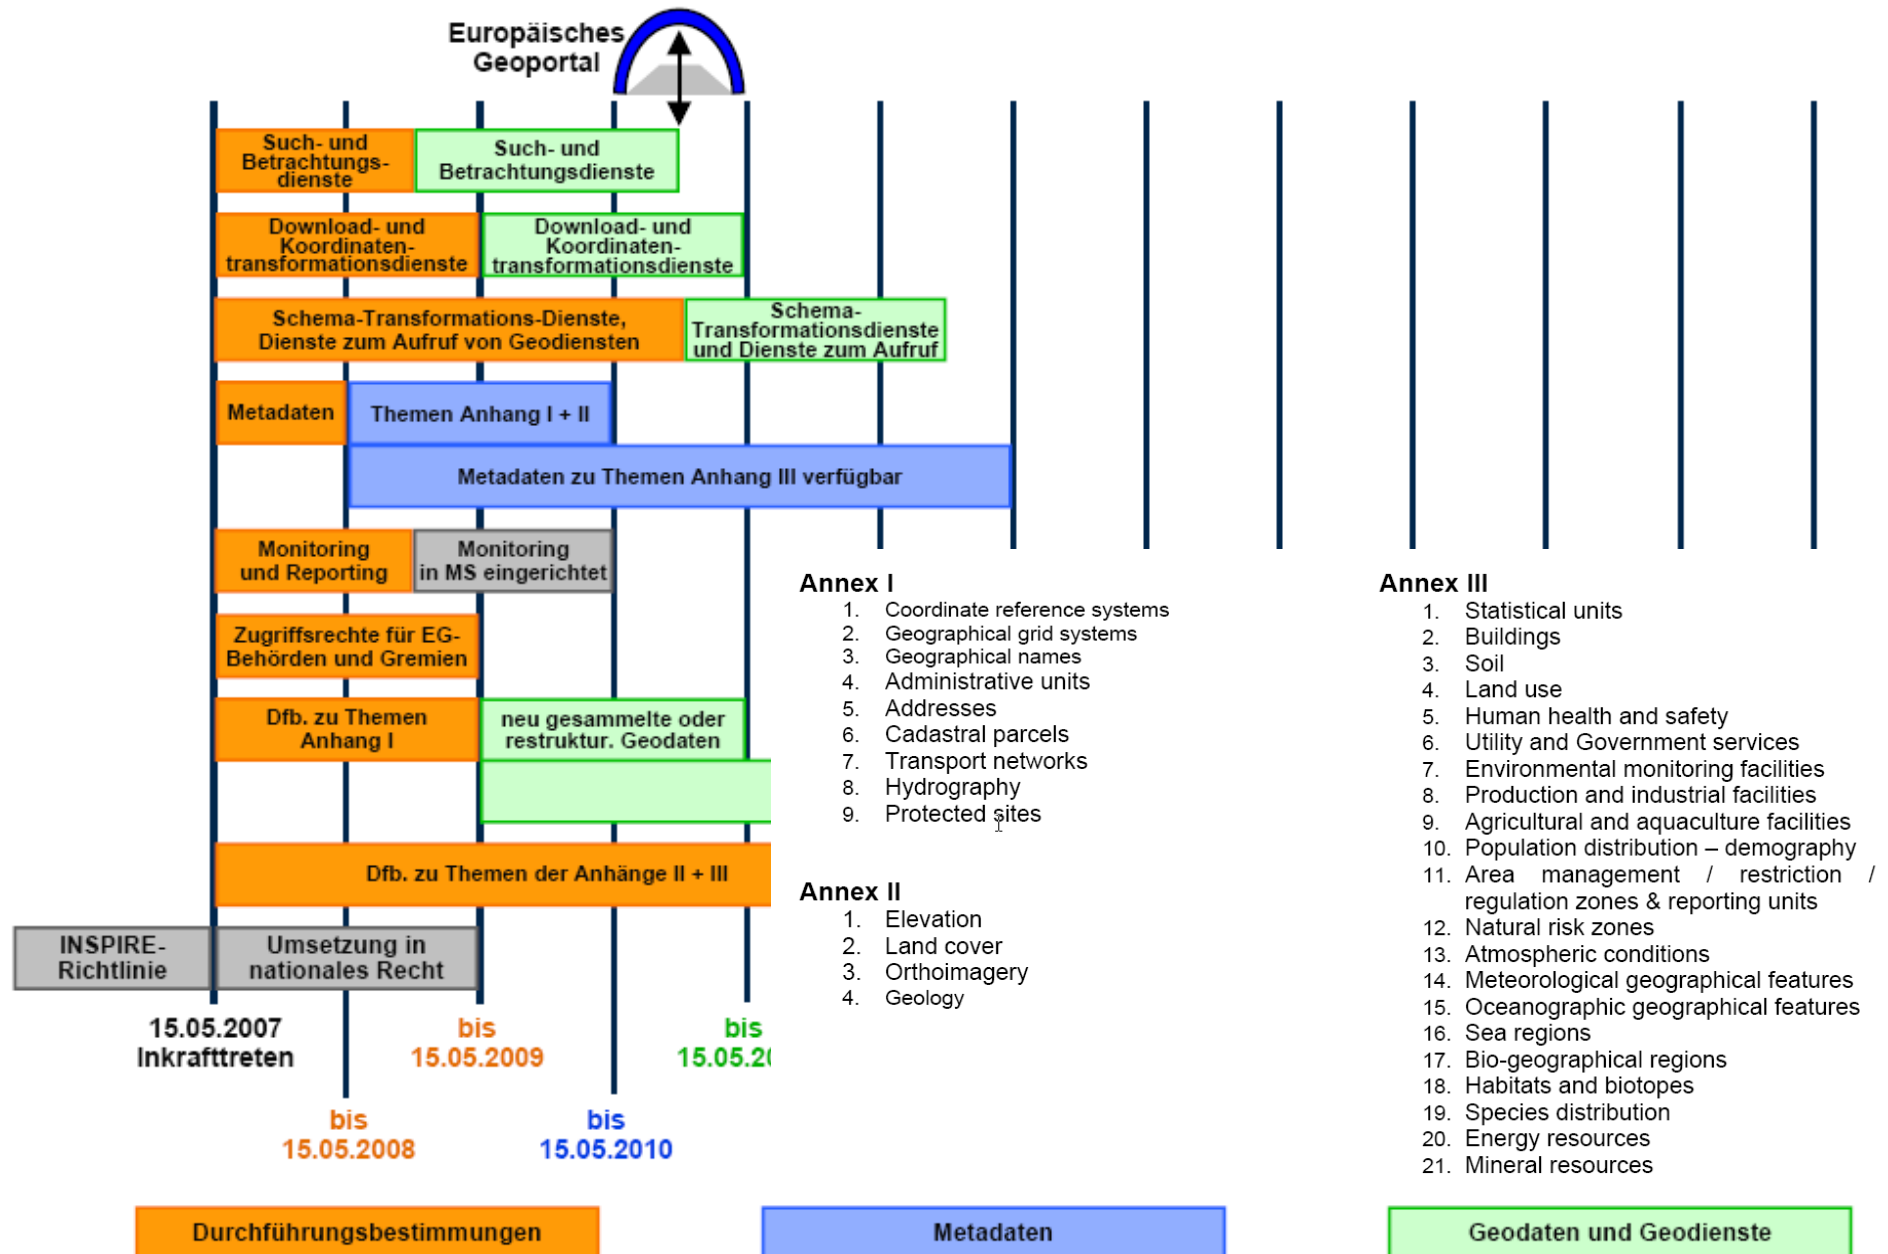 Europäisches
Geoportal
Such- und
Betrachtungs-
dienste
Such- und
Betrachtungsdienste
Download- und
Koordinaten-
transformationsdienste
Download- und
Koordinaten-
transformationsdienste
Schema-Transformations-Dienste,
Dienste zum Aufruf von Geodiensten
Schema-
Transformationsdienste
und Dienste zum Aufruf
Metadaten
Themen Anhang I + II
Metadaten zu Themen Anhang III verfügbar
Monitoring
und Reporting
Monitoring
in MS eingerichtet
Zugriffsrechte für EG-
Behörden und Gremien
Dfb. zu Themen
Anhang I
neu gesammelte oder
restruktur. Geodaten
Dfb. zu Themen der Anhänge II + III
INSPIRE-
Richtlinie
Umsetzung in
nationales Recht
15.05.2007
Inkrafttreten
bis
15.05.2008
bis
15.05.2009
bis
15.05.2010
bis
15.05.20
Annex I
1. Coordinate reference systems
2. Geographical grid systems
3. Geographical names
4. Administrative units
5. Addresses
6. Cadastral parcels
7. Transport networks
8. Hydrography
9. Protected sites
Annex II
1. Elevation
2. Land cover
3. Orthoimagery
4. Geology
Annex III
1. Statistical units
2. Buildings
3. Soil
4. Land use
5. Human health and safety
6. Utility and Government services
7. Environmental monitoring facilities
8. Production and industrial facilities
9. Agricultural and aquaculture facilities
10. Population distribution – demography
11. Area management / restriction /
regulation zones & reporting units
12. Natural risk zones
13. Atmospheric conditions
14. Meteorological geographical features
15. Oceanographic geographical features
16. Sea regions
17. Bio-geographical regions
18. Habitats and biotopes
19. Species distribution
20. Energy resources
21. Mineral resources
Durchführungsbestimmungen
Metadaten
Geodaten und Geodienste